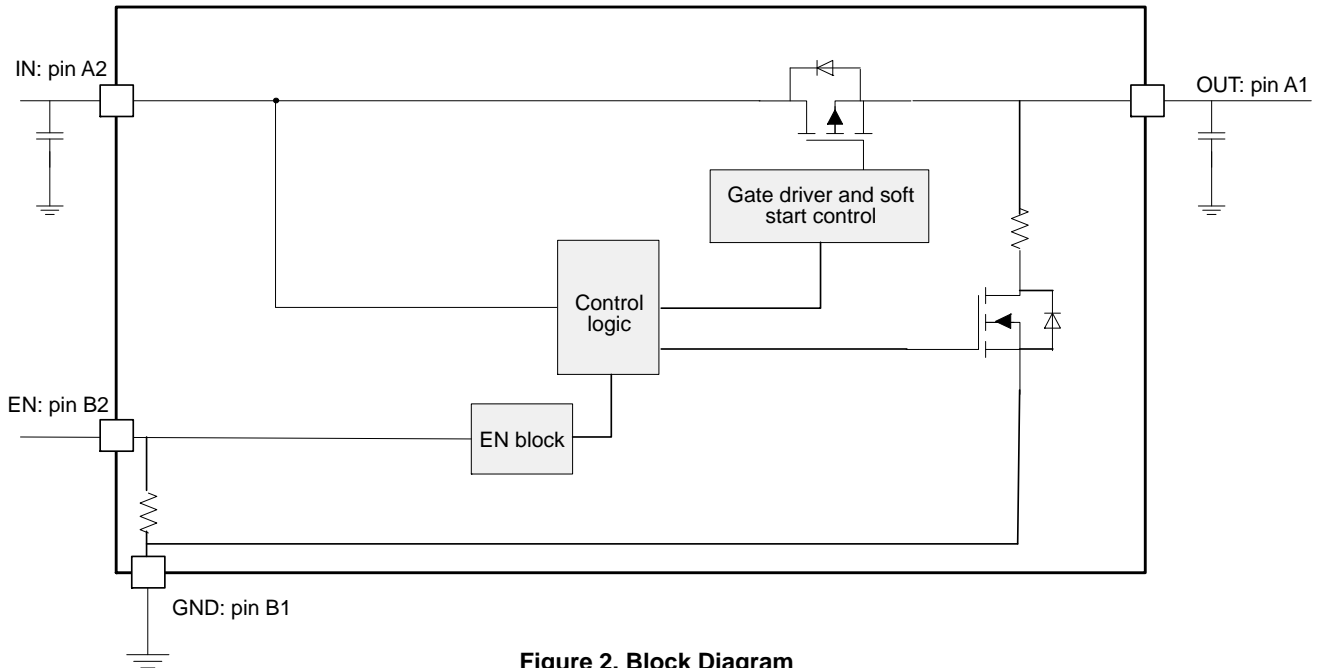 IN: pin A2
OUT: pin A1
Gate driver and soft
start control
Control
logic
EN: pin B2
EN block
GND: pin B1
Figure 2. Block Diagram